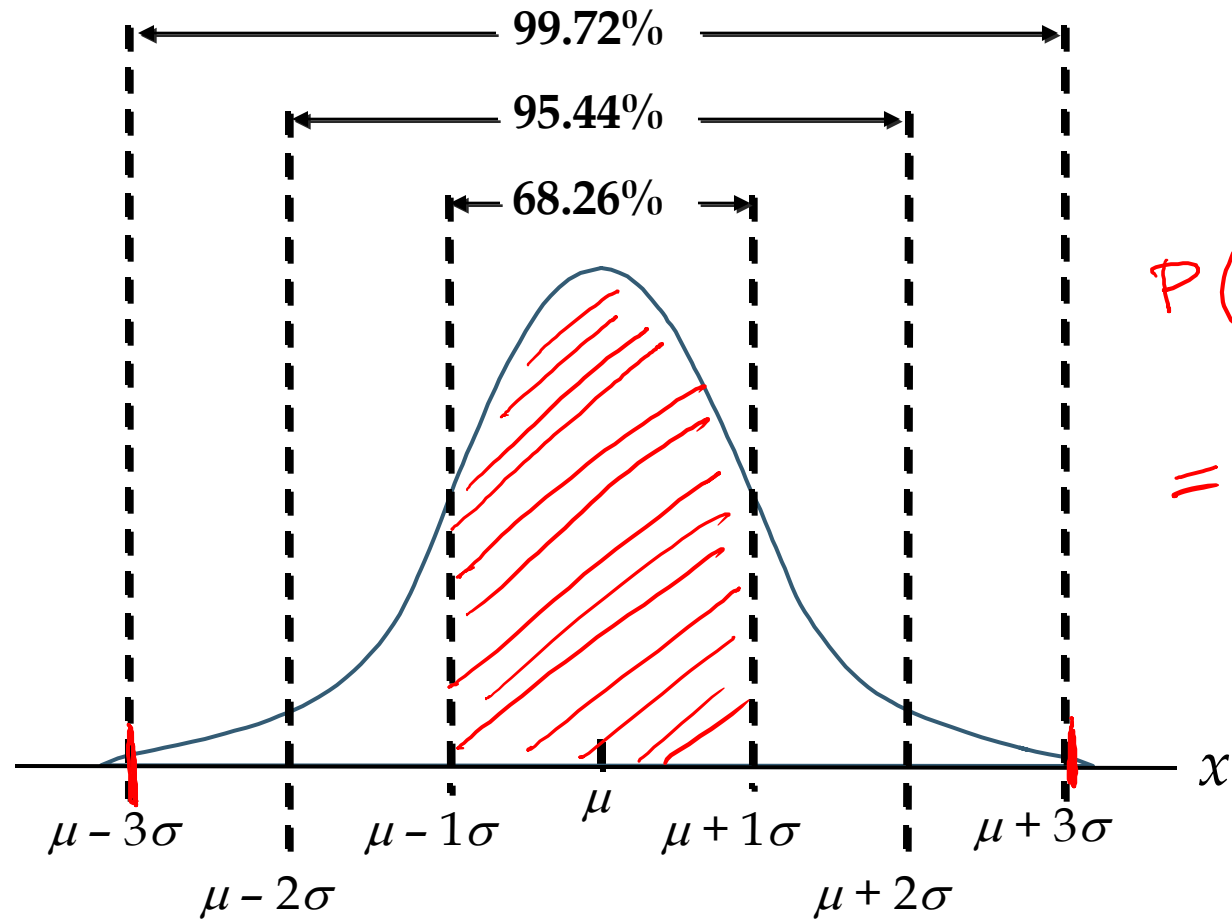 99.72%
95.44%
68.26%
P(
=
x
μ – 3σ μ – 1σ μ μ + 1σ μ + 3σ
μ – 2σ μ + 2σ